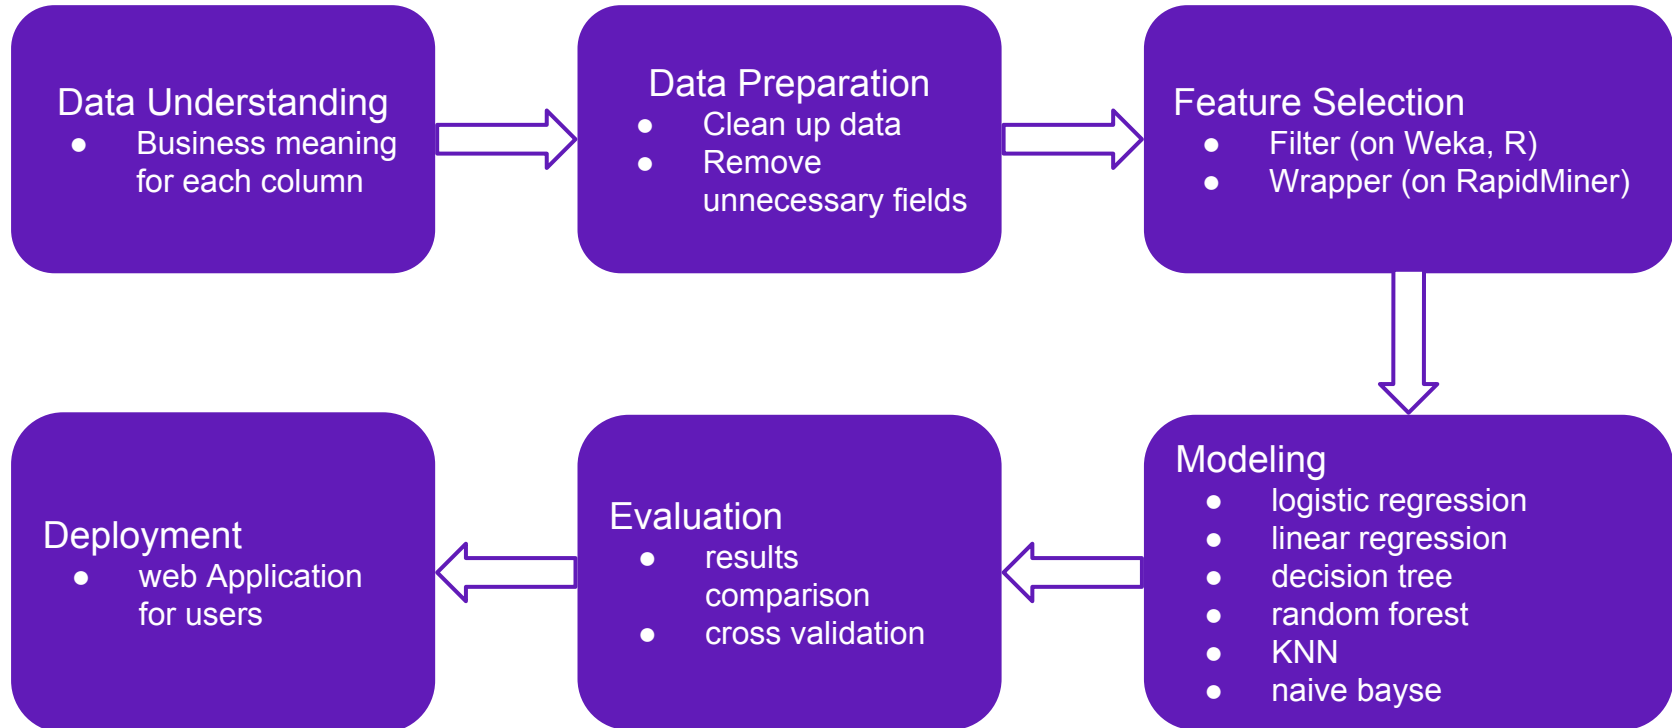 Data Understanding
● Business meaning
for each column
Data Preparation
● Clean up data
● Remove
unnecessary fields
Feature Selection
● Filter (on Weka, R)
● Wrapper (on RapidMiner)
Modeling
● logistic regression
● linear regression
● decision tree
● random forest
● KNN
● naive bayse
Evaluation
● results
comparison
● cross validation
Deployment
● web Application
for users